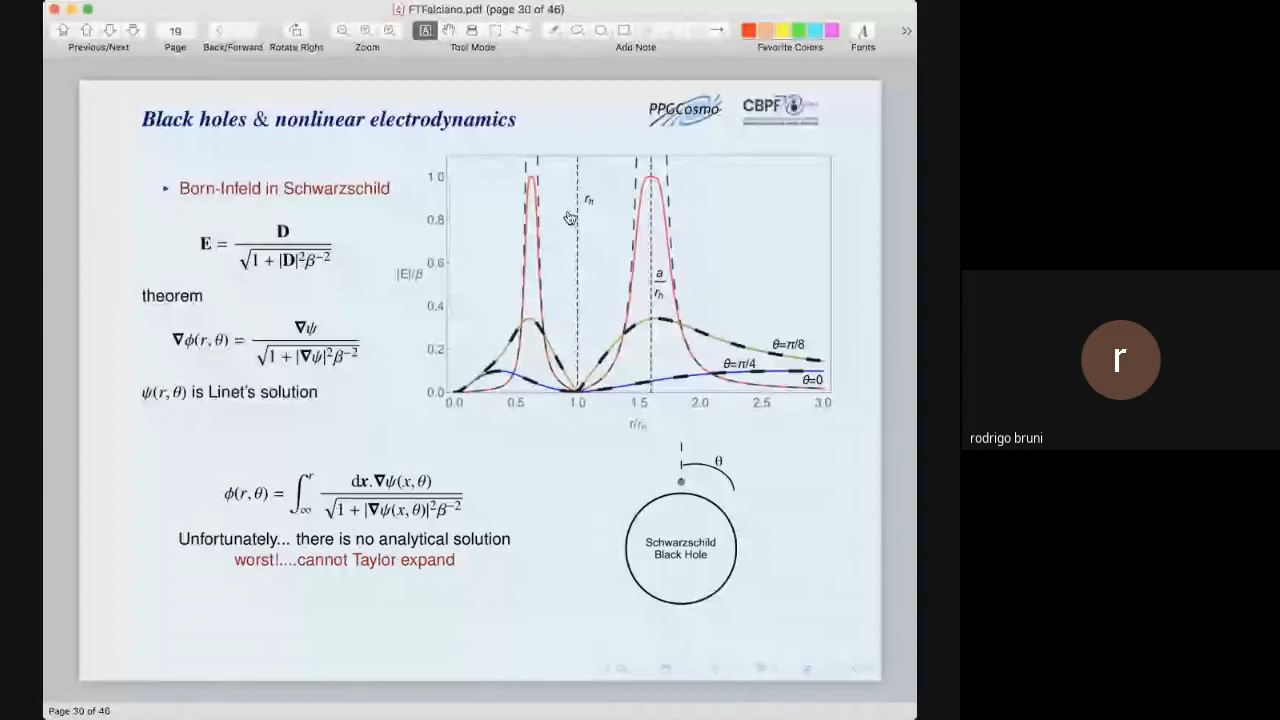 FTFalciano.pdf (page 30 of 46)
19
Previous/Next Page Back/Forward Rotate Right Zoom Tool Mode Add Note Favorite Colors Fonts
Black holes & nonlinear electrodynamics
PPGCosmo
CBPF
• Born-Infeld in Schwarzschild
E = D / √1 + |D|²β⁻²
theorem
∇φ(r, θ) = ∇ψ / √1 + |∇ψ|²β⁻²
ψ(r, θ) is Linet's solution
1.0
0.8
0.6
0.4
0.2
0.0
|E|/β
r_h
a/r_h
θ=π/8
θ=π/4
θ=0
0.0 0.5 1.0 1.5 2.0 2.5 3.0
r/r_h
φ(r, θ) = ∫_∞^r dx.∇ψ(x, θ) / √1 + |∇ψ(x, θ)|²β⁻²
Unfortunately... there is no analytical solution
worst!....cannot Taylor expand
θ
Schwarzschild
Black Hole
Page 30 of 46
r
rodrigo bruni